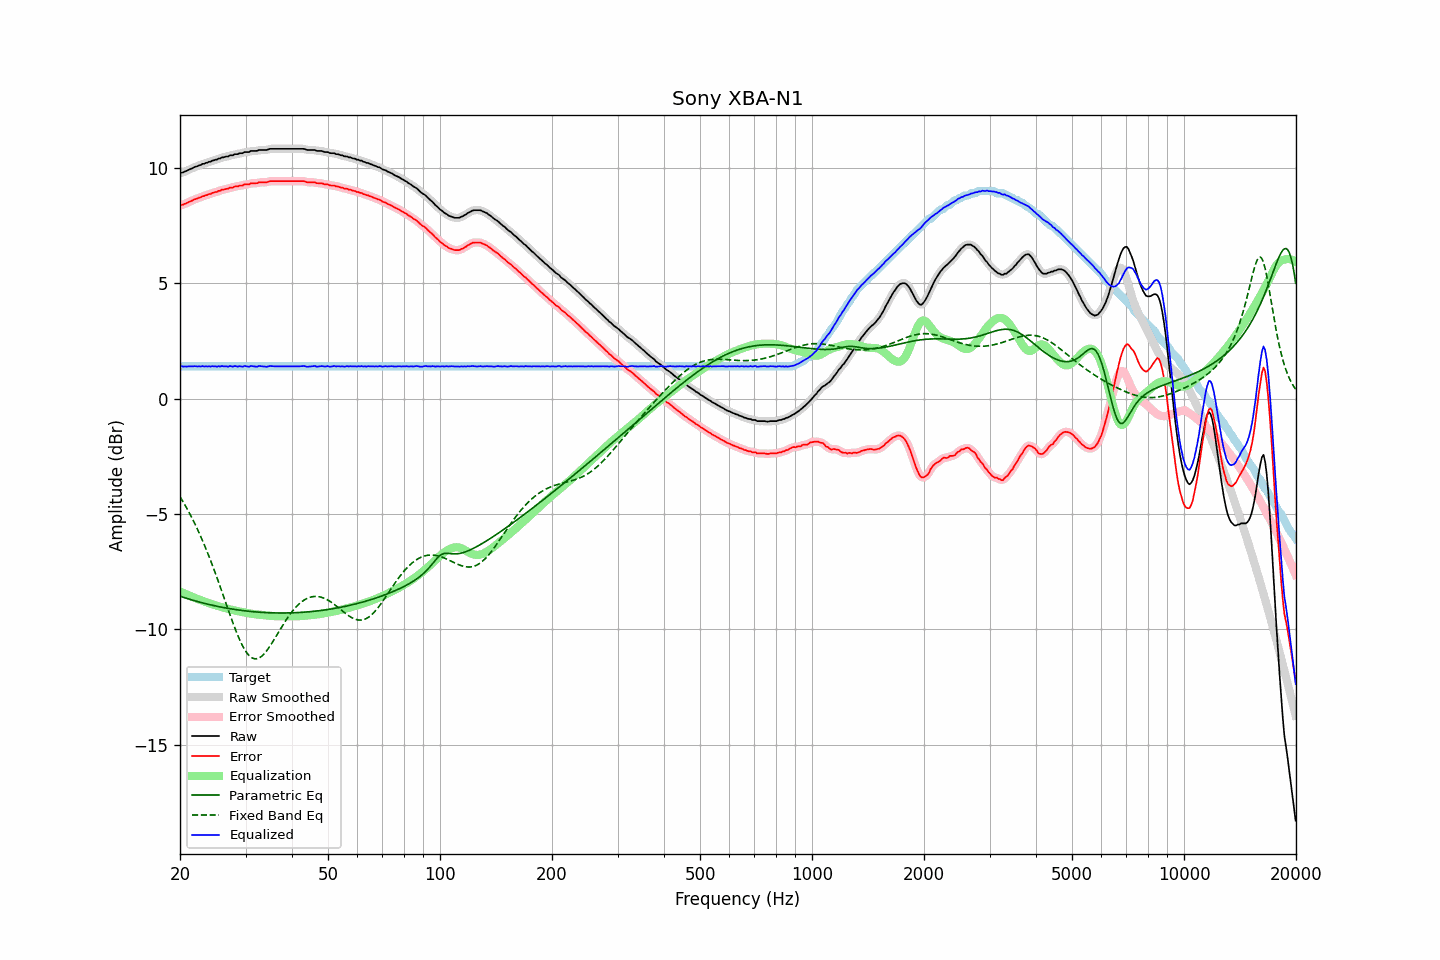 Sony XBA-N1
Amplitude (dBr)
10
5
0
−5
−10
−15
Target
Raw Smoothed
Error Smoothed
Raw
Error
Equalization
Parametric Eq
Fixed Band Eq
Equalized
20 50 100 200 500 1000 2000 5000 10000 20000
Frequency (Hz)